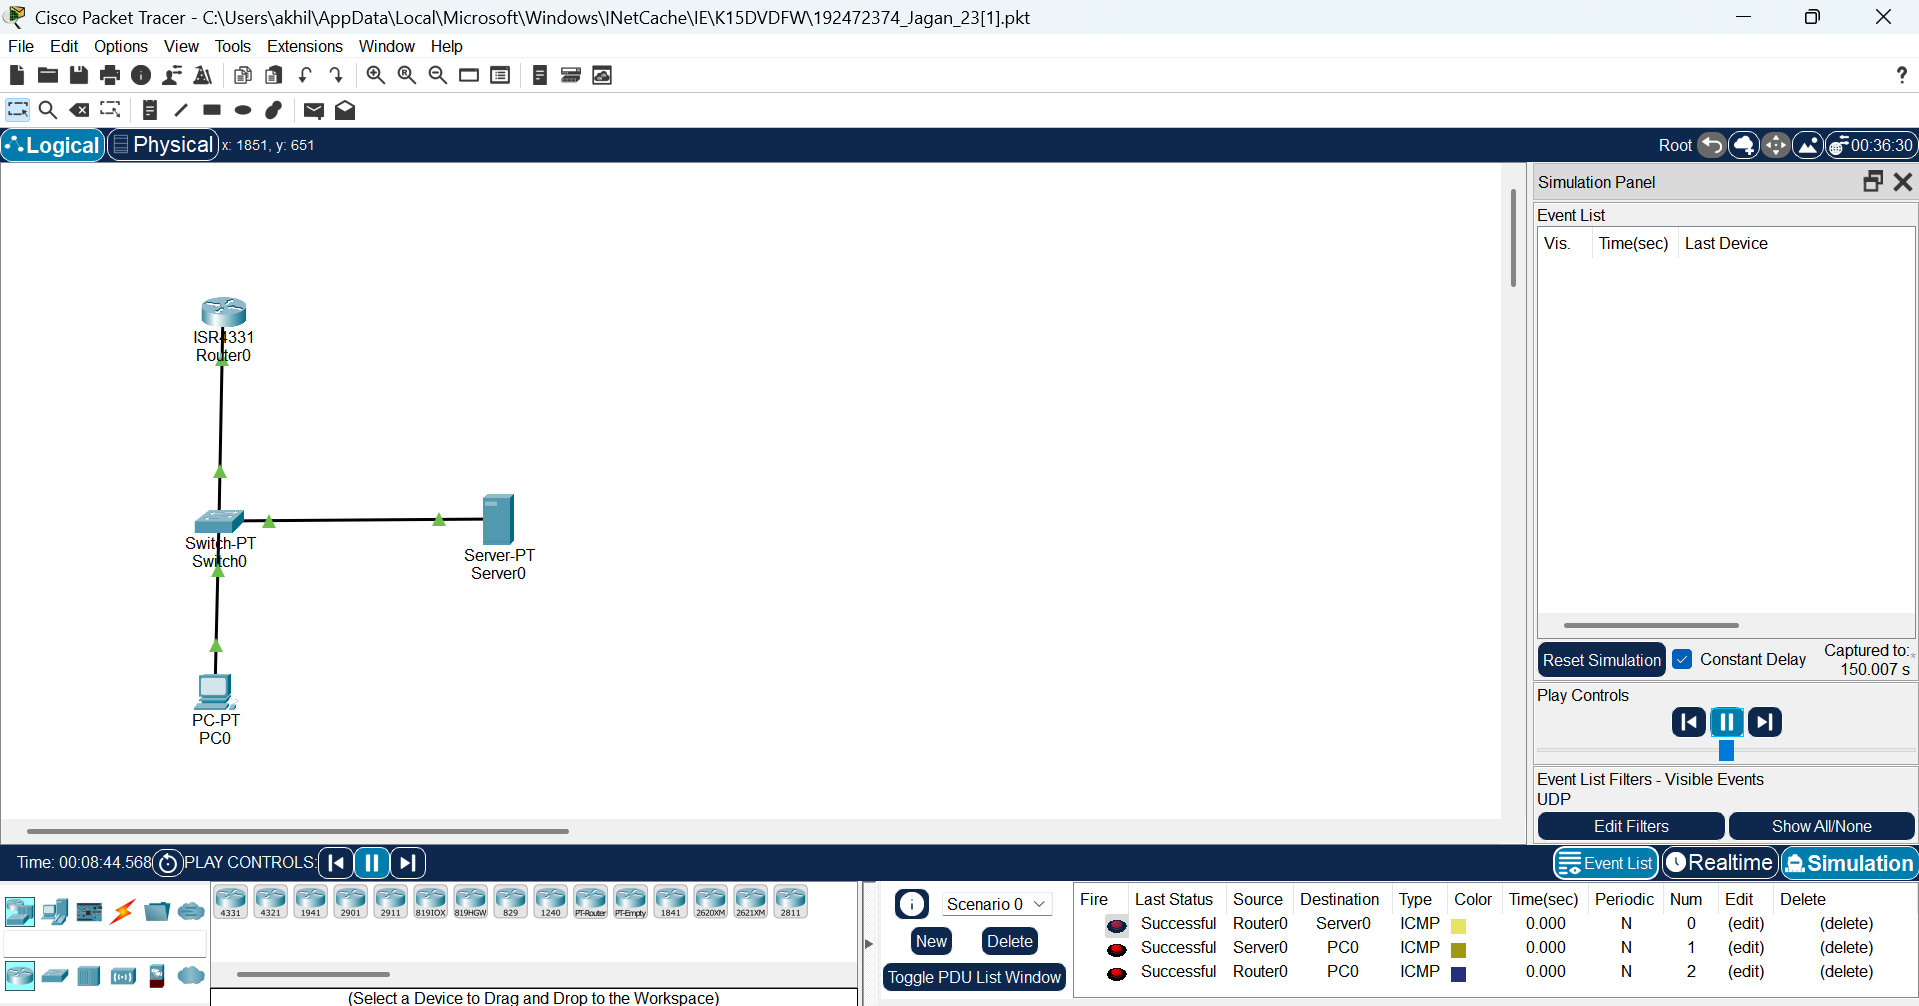 Cisco Packet Tracer - C:\Users\akhil\AppData\Local\Microsoft\Windows\INetCache\IE\K15DVDFW\192472374_Jagan_23[1].pkt
File Edit Options View Tools Extensions Window Help
?
Logical Physical x: 1851, y: 651 Root 00:36:30
Simulation Panel
Event List
Vis. Time(sec) Last Device
ISR4331
Router0
Switch-PT
Switch0
Server-PT
Server0
PC-PT
PC0
Reset Simulation Constant Delay Captured to:*
150.007 s
Play Controls
Event List Filters - Visible Events
UDP
Edit Filters Show All/None
Time: 00:08:44.568 PLAY CONTROLS: Event List Realtime Simulation
4331 4321 1941 2901 2911 819IOX 819HGW 829 1240 PT-Router PT-Empty 1841 2620XM 2621XM 2811
(Select a Device to Drag and Drop to the Workspace)
Scenario 0
New Delete
Toggle PDU List Window
Fire Last Status Source Destination Type Color Time(sec) Periodic Num Edit Delete
Successful Router0 Server0 ICMP 0.000 N 0 (edit) (delete)
Successful Server0 PC0 ICMP 0.000 N 1 (edit) (delete)
Successful Router0 PC0 ICMP 0.000 N 2 (edit) (delete)